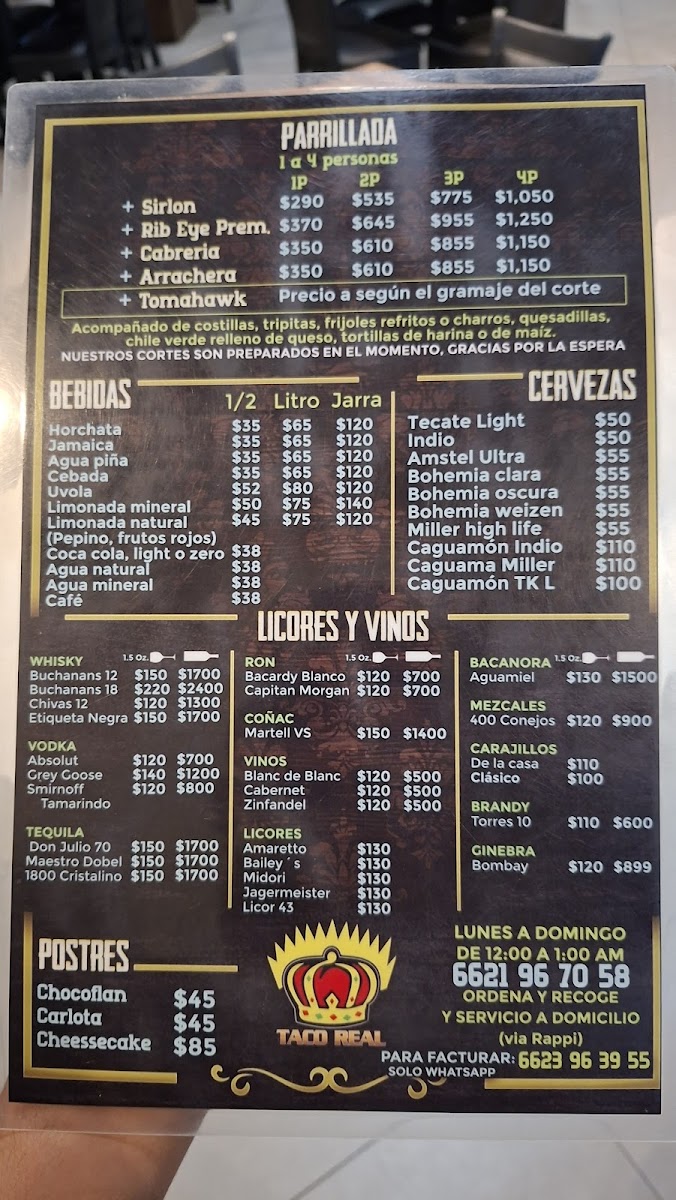 PARRILLADA
1 a 4 personas
1P 2P 3P 4P
+ Sirlon $290 $535 $775 $1,050
+ Rib Eye Prem. $370 $645 $955 $1,250
+ Cabreria $350 $610 $855 $1,150
+ Arrachera $350 $610 $855 $1,150
+ Tomahawk Precio a según el gramaje del corte
Acompañado de costillas, tripitas, frijoles refritos o charros, quesadillas,
chile verde relleno de queso, tortillas de harina o de maíz.
NUESTROS CORTES SON PREPARADOS EN EL MOMENTO, GRACIAS POR LA ESPERA
BEBIDAS 1/2 Litro Jarra
Horchata $35 $65 $120
Jamaica $35 $65 $120
Agua piña $35 $65 $120
Cebada $35 $65 $120
Uvola $52 $80 $120
Limonada mineral $50 $75 $140
Limonada natural $45 $75 $120
(Pepino, frutos rojos)
Coca cola, light o zero $38
Agua natural $38
Agua mineral $38
Café $38
CERVEZAS
Tecate Light $50
Indio $50
Amstel Ultra $55
Bohemia clara $55
Bohemia oscura $55
Bohemia weizen $55
Miller high life $55
Caguamón Indio $110
Caguama Miller $110
Caguamón TK L $100
LICORES Y VINOS
WHISKY 1.5 Oz.
Buchanans 12 $150 $1700
Buchanans 18 $220 $2400
Chivas 12 $120 $1300
Etiqueta Negra $150 $1700
VODKA
Absolut $120 $700
Grey Goose $140 $1200
Smirnoff $120 $800
Tamarindo
TEQUILA
Don Julio 70 $150 $1700
Maestro Dobel $150 $1700
1800 Cristalino $150 $1700
RON 1.5 Oz.
Bacardy Blanco $120 $700
Capitan Morgan $120 $700
COÑAC
Martell VS $150 $1400
VINOS
Blanc de Blanc $120 $500
Cabernet $120 $500
Zinfandel $120 $500
LICORES
Amaretto $130
Bailey´s $130
Midori $130
Jagermeister $130
Licor 43 $130
BACANORA 1.5 Oz.
Aguamiel $130 $1500
MEZCALES
400 Conejos $120 $900
CARAJILLOS
De la casa $110
Clásico $100
BRANDY
Torres 10 $110 $600
GINEBRA
Bombay $120 $899
POSTRES
Chocoflan $45
Carlota $45
Cheessecake $85
TACO REAL
LUNES A DOMINGO
DE 12:00 A 1:00 AM
6621 96 70 58
ORDENA Y RECOGE
Y SERVICIO A DOMICILIO
(via Rappi)
PARA FACTURAR: 6623 96 39 55
SOLO WHATSAPP